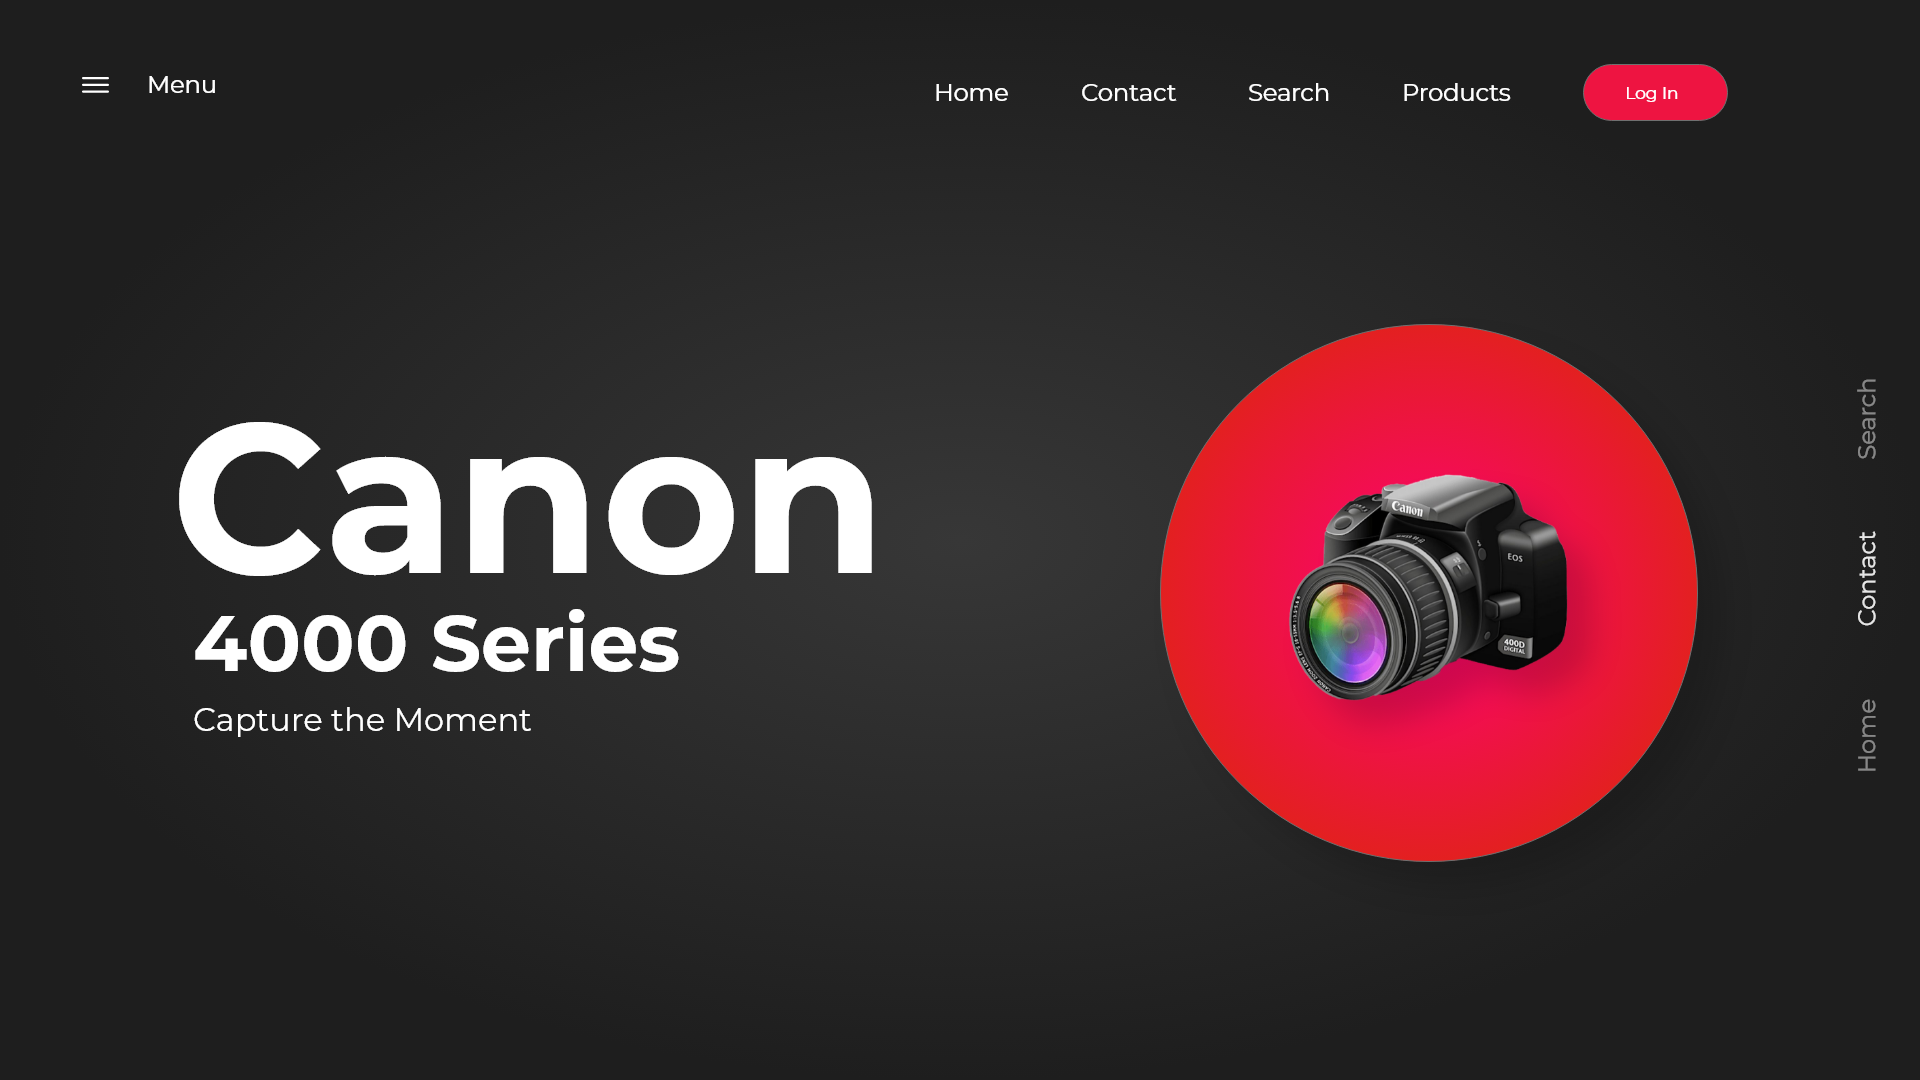 Menu
Home Contact Search Products Log In
Canon
4000 Series
Capture the Moment
Canon
EOS
400D
DIGITAL
Search
Contact
Home